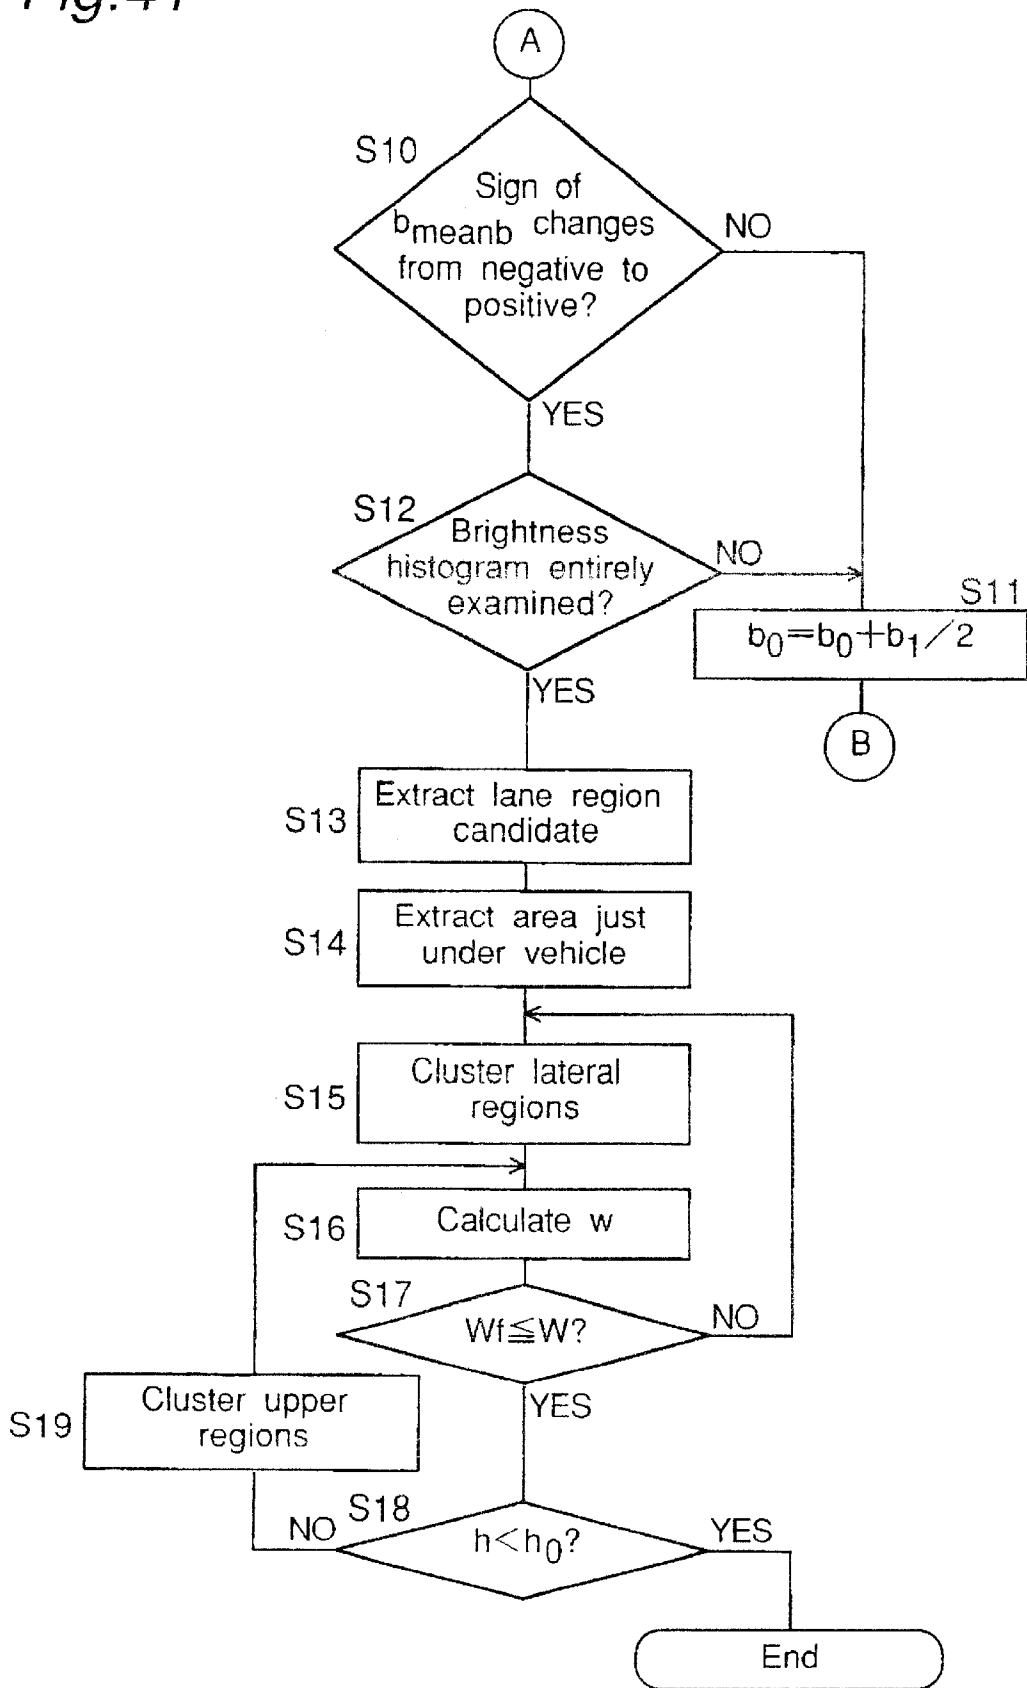 Fig.41
A
S10
Sign of
bmeanb changes
from negative to
positive?
NO
YES
S12
Brightness
histogram entirely
examined?
NO
S11
b0=b0+b1/2
YES
B
S13
Extract lane region
candidate
S14
Extract area just
under vehicle
S15
Cluster lateral
regions
S16
Calculate w
S17
Wf≦W?
NO
YES
S19
Cluster upper
regions
S18
NO
h<h0?
YES
End